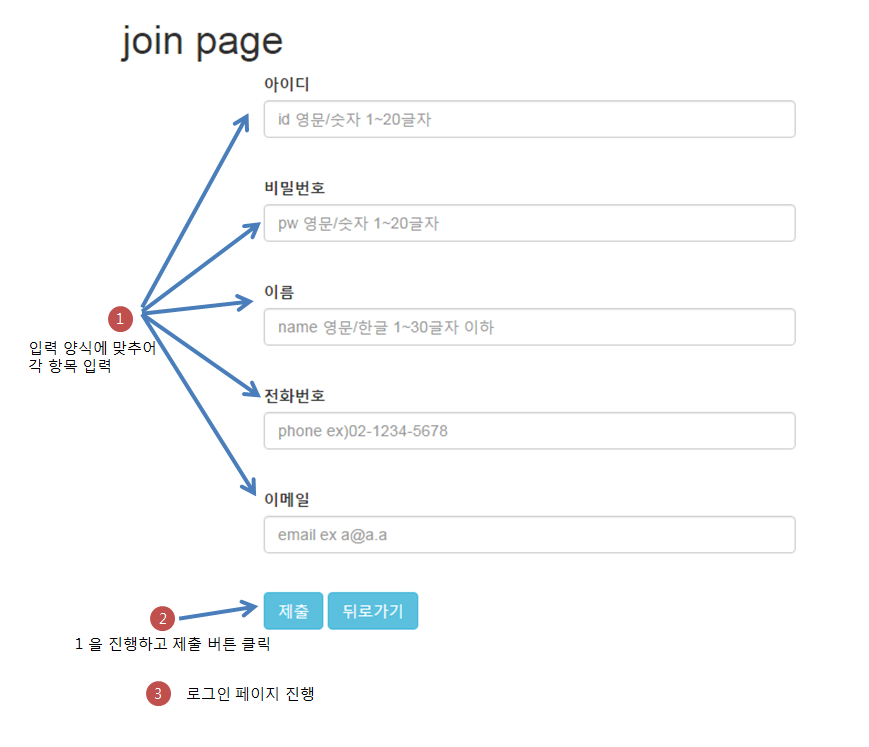 join page
아이디
id 영문/숫자 1~20글자
비밀번호
pw 영문/숫자 1~20글자
이름
name 영문/한글 1~30글자 이하
1
입력 양식에 맞추어
각 항목 입력
전화번호
phone ex)02-1234-5678
이메일
email ex a@a.a
제출 뒤로가기
2
1 을 진행하고 제출 버튼 클릭
3 로그인 페이지 진행